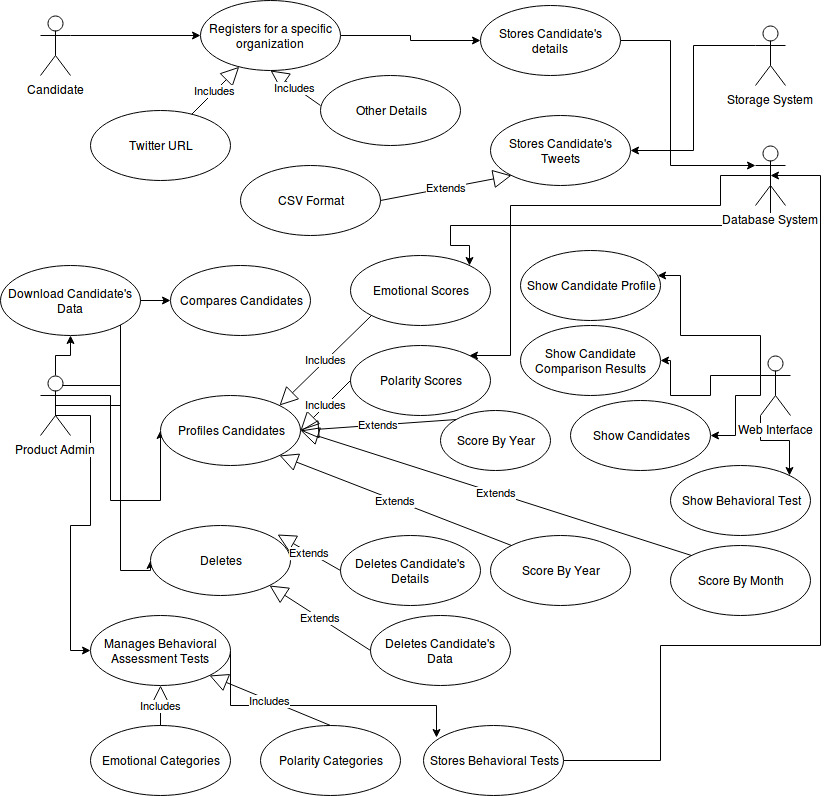 Registers for a specific
organization
Stores Candidate's
details
Candidate
Storage System
Includes
Includes
Other Details
Twitter URL
Stores Candidate's
Tweets
Extends
CSV Format
Database System
Download Candidate's
Data
Compares Candidates
Emotional Scores
Show Candidate Profile
Includes
Show Candidate
Comparison Results
Polarity Scores
Includes
Extends
Product Admin
Profiles Candidates
Score By Year
Show Candidates
Web Interface
Extends
Extends
Show Behavioral Test
Deletes
Extends
Deletes Candidate's
Details
Score By Year
Score By Month
Extends
Manages Behavioral
Assessment Tests
Deletes Candidate's
Data
Includes
Includes
Emotional Categories
Polarity Categories
Stores Behavioral Tests